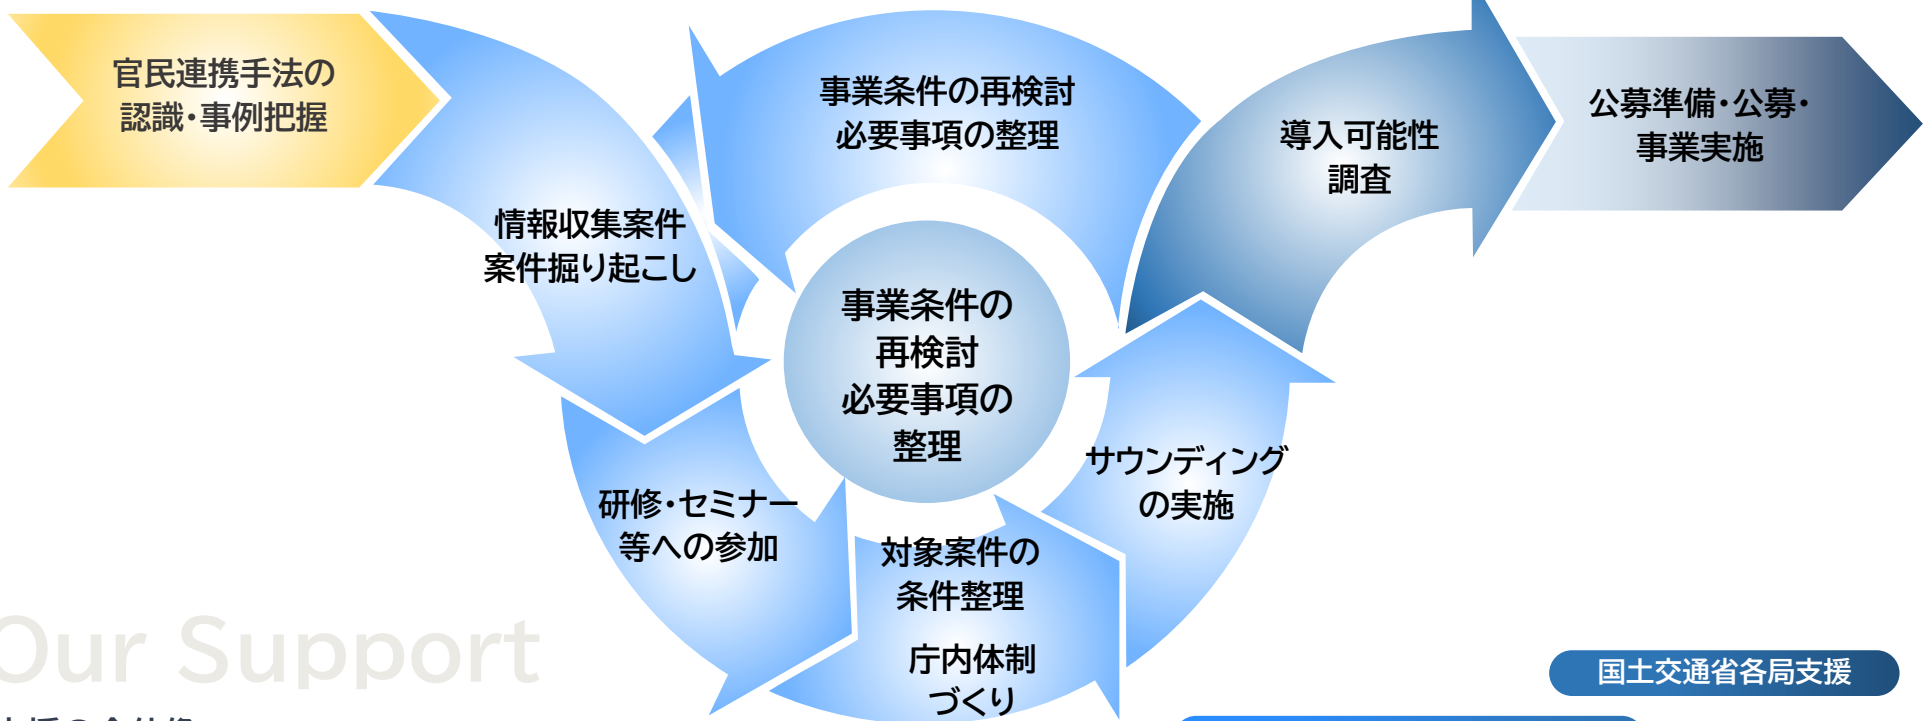 官民連携手法の
認識・事例把握
情報収集案件
案件掘り起こし
事業条件の再検討
必要事項の整理
導入可能性
調査
公募準備・公募・
事業実施
事業条件の
再検討
必要事項の
整理
研修・セミナー
等への参加
対象案件の
条件整理
庁内体制
づくり
サウンディング
の実施
Our Support
国土交通省各局支援